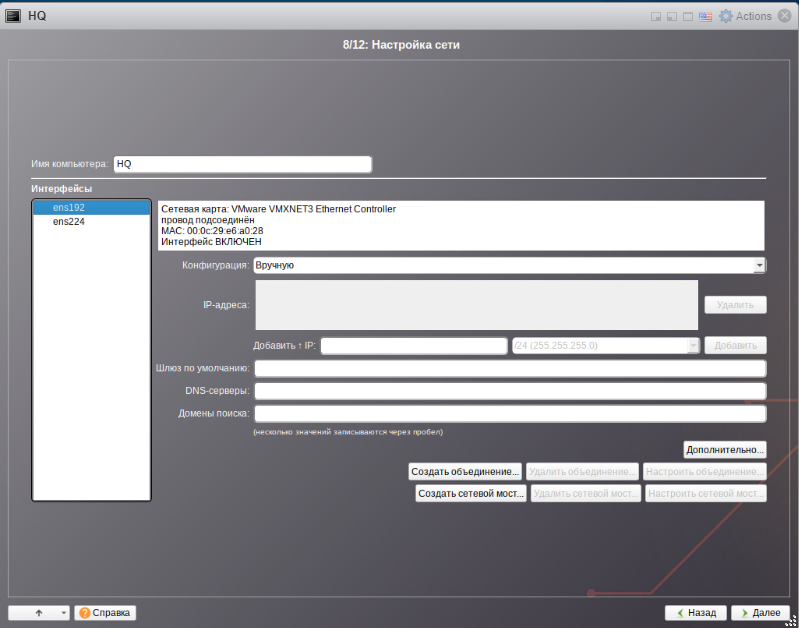 HQ
Actions
8/12: Настройка сети
Имя компьютера: HQ
Интерфейсы
ens192
ens224
Сетевая карта: VMware VMXNET3 Ethernet Controller
провод подсоединён
MAC: 00:0c:29:e6:a0:28
Интерфейс ВКЛЮЧЕН
Конфигурация: Вручную
IP-адреса: Удалить
Добавить ↑ IP: /24 (255.255.255.0) Добавить
Шлюз по умолчанию:
DNS-серверы:
Домены поиска:
(несколько значений записываются через пробел)
Дополнительно...
Создать объединение... Удалить объединение... Настроить объединение...
Создать сетевой мост... Удалить сетевой мост... Настроить сетевой мост...
Справка Назад Далее